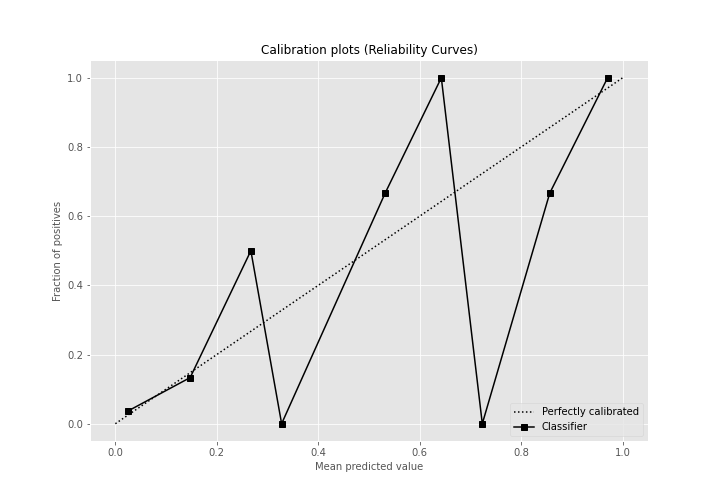 Calibration plots (Reliability Curves)
1.0
0.8
0.6
0.4
0.2
0.0
Fraction of positives
0.0 0.2 0.4 0.6 0.8 1.0
Mean predicted value
Perfectly calibrated
Classifier